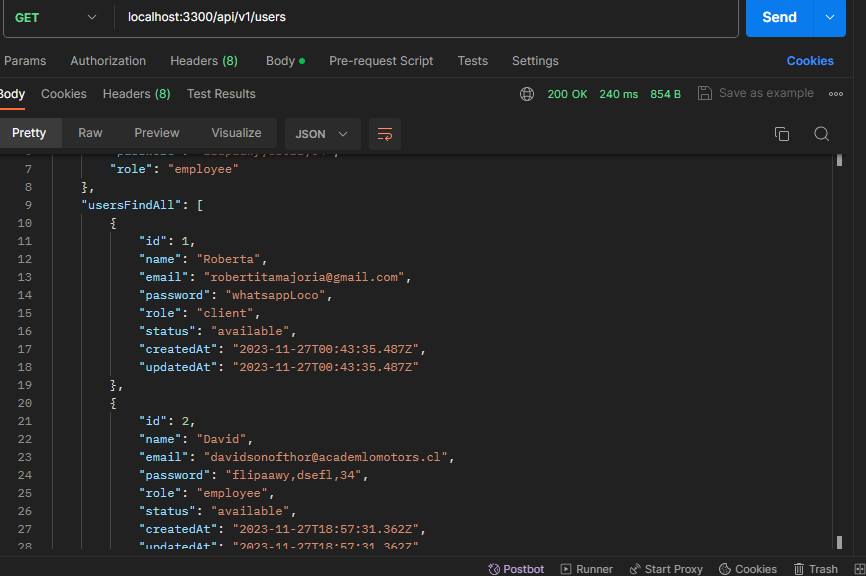 GET localhost:3300/api/v1/users Send
Params Authorization Headers (8) Body Pre-request Script Tests Settings Cookies
Body Cookies Headers (8) Test Results 200 OK 240 ms 854 B Save as example
Pretty Raw Preview Visualize JSON
7 "role": "employee"
8 },
9 "usersFindAll": [
10 {
11 "id": 1,
12 "name": "Roberta",
13 "email": "robertitamajoria@gmail.com",
14 "password": "whatsappLoco",
15 "role": "client",
16 "status": "available",
17 "createdAt": "2023-11-27T00:43:35.487Z",
18 "updatedAt": "2023-11-27T00:43:35.487Z"
19 },
20 {
21 "id": 2,
22 "name": "David",
23 "email": "davidsonofthor@academlomotors.cl",
24 "password": "flipaawy,dsefl,34",
25 "role": "employee",
26 "status": "available",
27 "createdAt": "2023-11-27T18:57:31.362Z",
28 "updatedAt": "2023-11-27T18:57:31.362Z"
Postbot Runner Start Proxy Cookies Trash